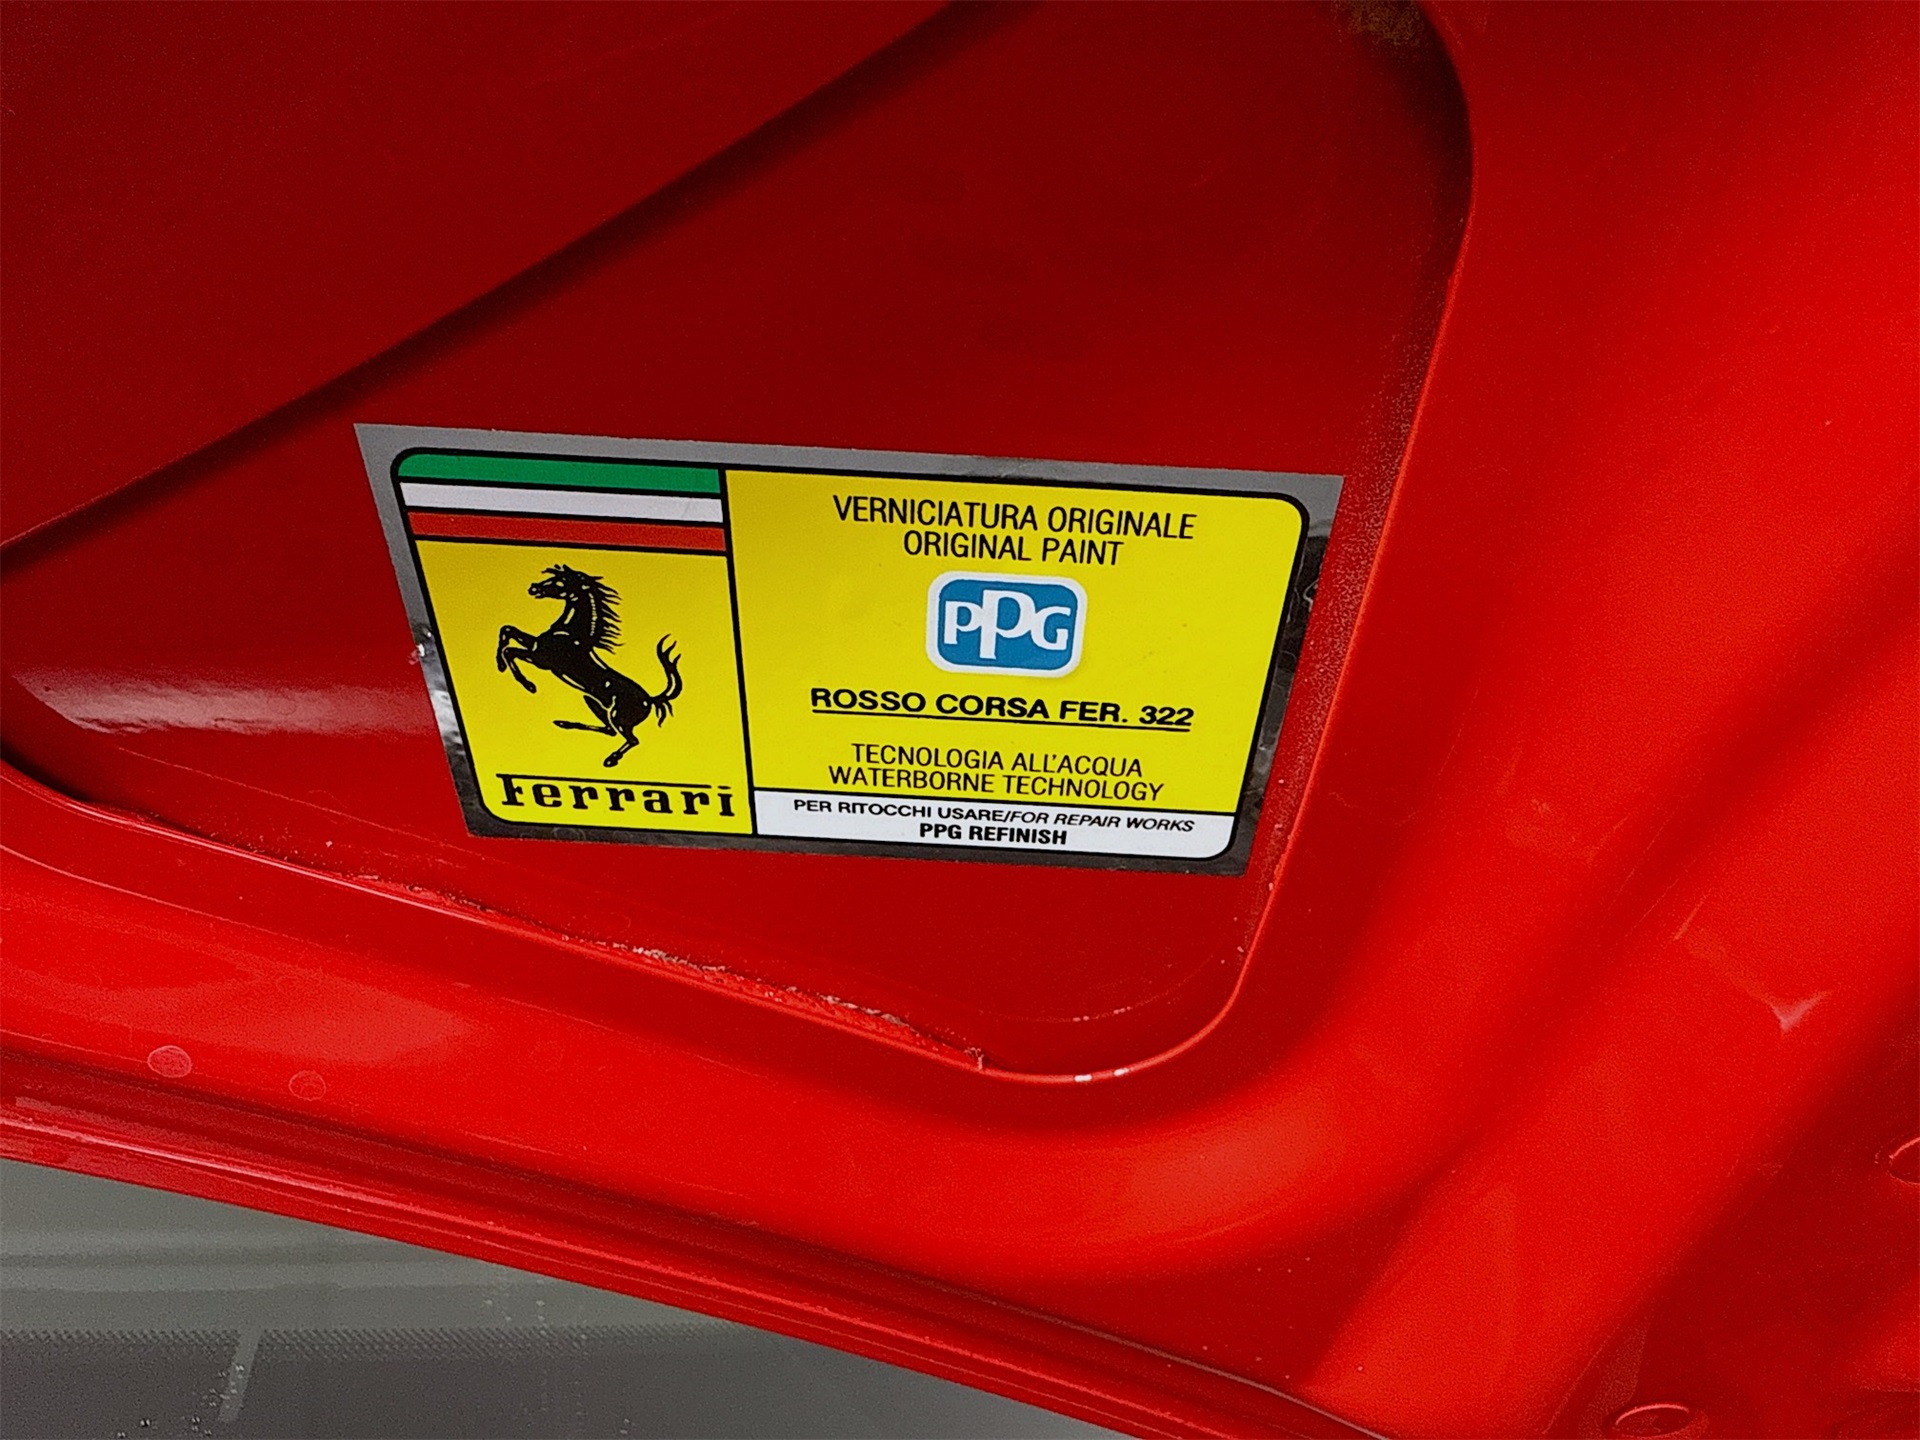 Ferrari
VERNICIATURA ORIGINALE
ORIGINAL PAINT
PPG
ROSSO CORSA FER. 322
TECNOLOGIA ALL'ACQUA
WATERBORNE TECHNOLOGY
PER RITOCCHI USARE/FOR REPAIR WORKS
PPG REFINISH